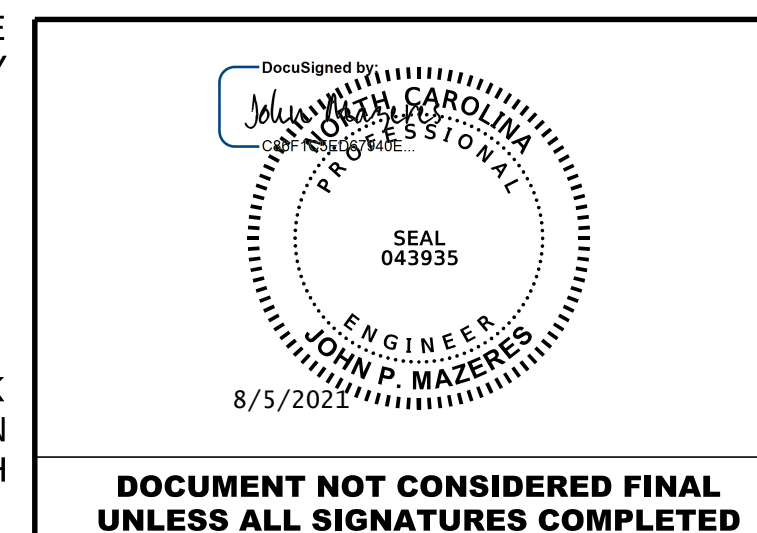 E
Y
K
N
H
DocuSigned by:
John Mazeres
C86F1C5ED67940E...
NORTH CAROLINA
PROFESSIONAL
SEAL
043935
ENGINEER
JOHN P. MAZERES
8/5/2021
DOCUMENT NOT CONSIDERED FINAL
UNLESS ALL SIGNATURES COMPLETED